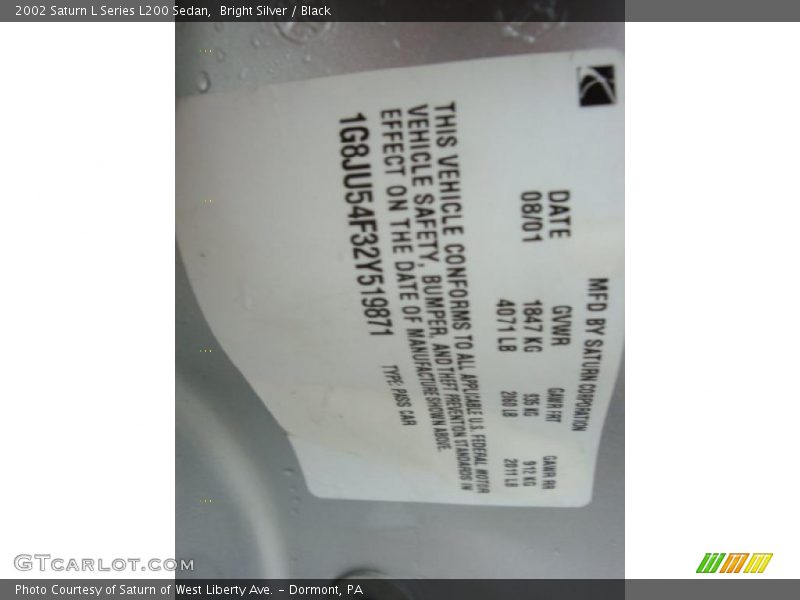 2002 Saturn L Series L200 Sedan,  Bright Silver / Black
MFD BY SATURN CORPORATION
DATE GVWR GAWR FRT GAWR RR
08/01 1847 KG 935 KG 912 KG
4071 LB 2060 LB 2011 LB
THIS VEHICLE CONFORMS TO ALL APPLICABLE U.S. FEDERAL MOTOR
VEHICLE SAFETY, BUMPER, AND THEFT PREVENTION STANDARDS IN
EFFECT ON THE DATE OF MANUFACTURE SHOWN ABOVE.
1G8JU54F32Y519871 TYPE: PASS CAR
GTcarlot.com
Photo Courtesy of Saturn of West Liberty Ave. - Dormont, PA